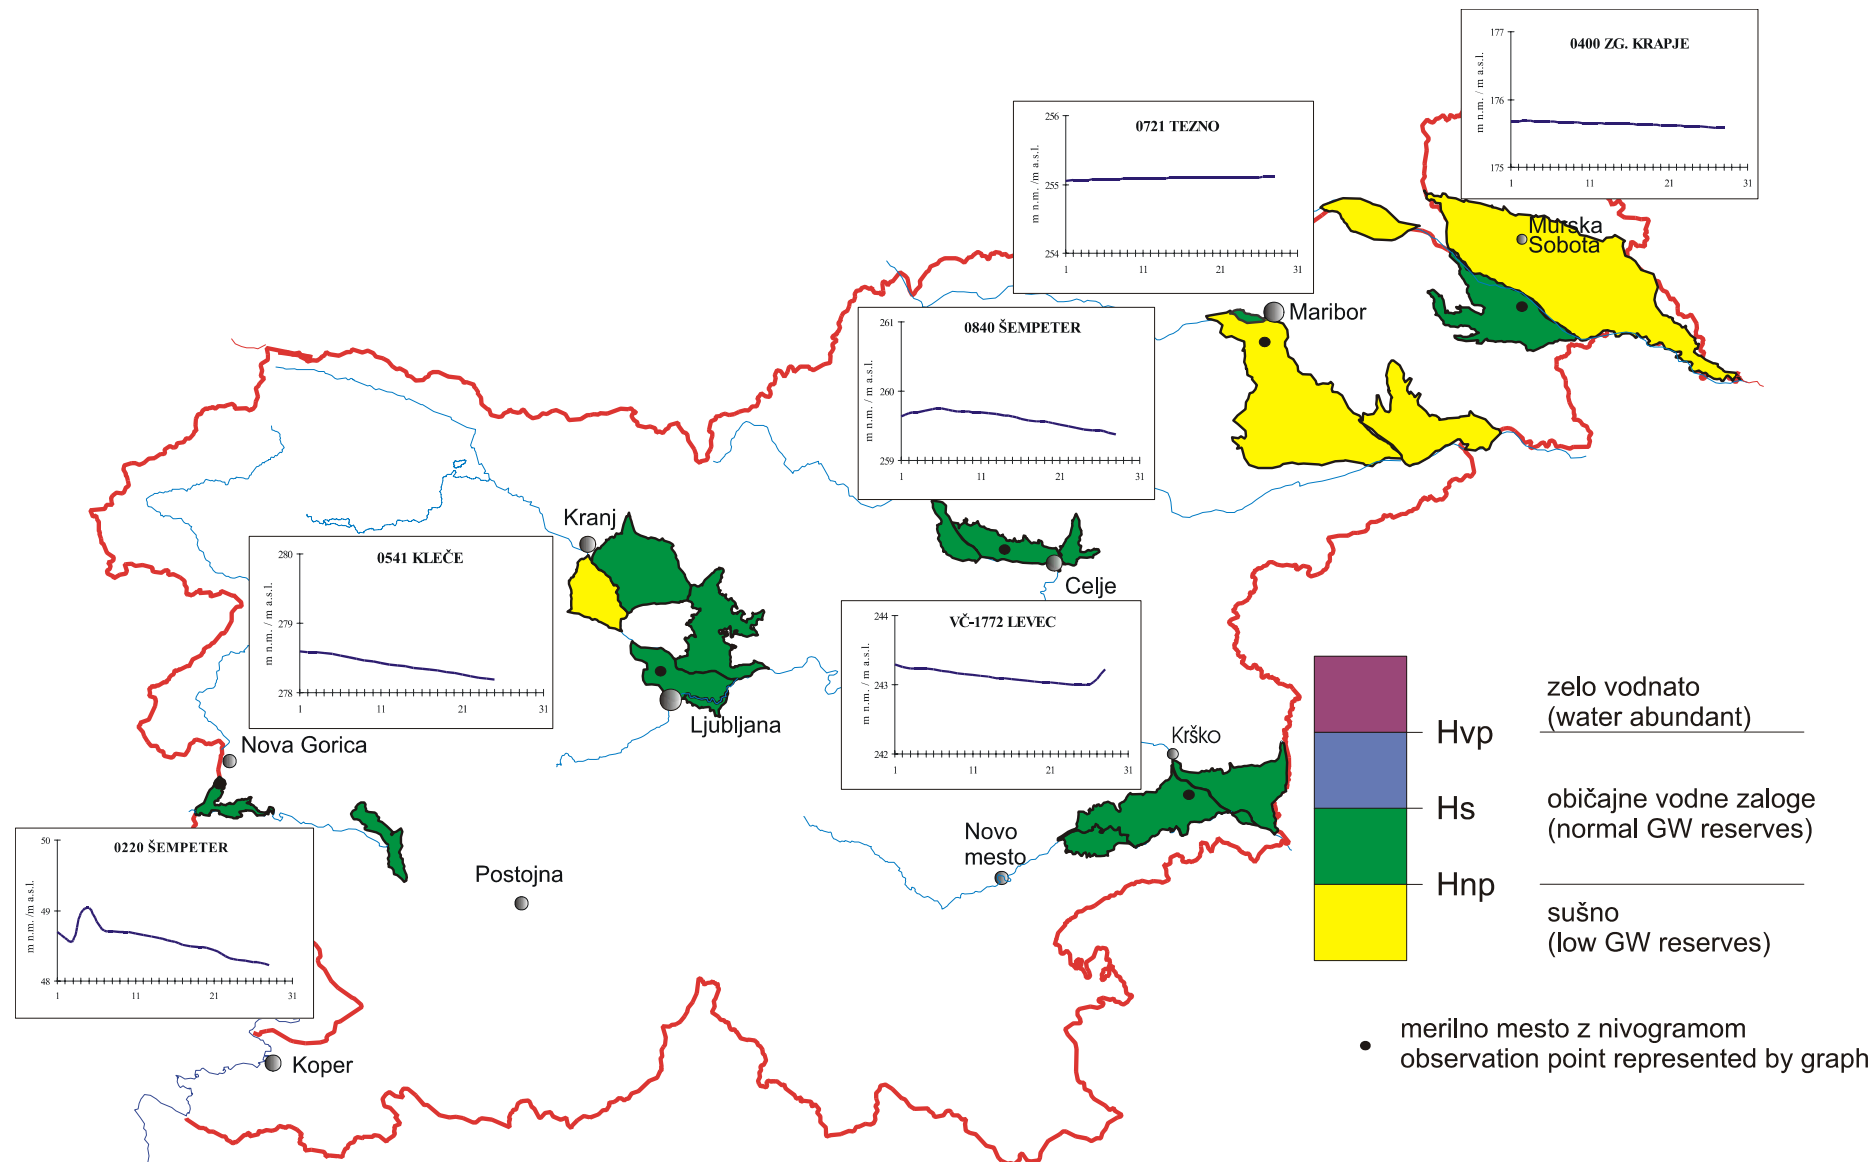 0400 ZG. KRAPJE
m n.m. / m a.s.l.
177
176
175
1 11 21 31
0721 TEZNO
m n.m. /m a.s.l.
256
255
254
1 11 21 31
Murska
Sobota
Maribor
0840 ŠEMPETER
m n.m. / m a.s.l.
261
260
259
1 11 21 31
Kranj
0541 KLEČE
m n.m. / m a.s.l.
280
279
278
1 11 21 31
Celje
VČ-1772 LEVEC
m n.m. / m a.s.l.
244
243
242
1 11 21 31
Ljubljana
Nova Gorica
Krško
0220 ŠEMPETER
m n.m. /m a.s.l.
50
49
48
1 11 21 31
Novo
mesto
Postojna
Koper
zelo vodnato
(water abundant)
Hvp
običajne vodne zaloge
(normal GW reserves)
Hs
Hnp
sušno
(low GW reserves)
merilno mesto z nivogramom
observation point represented by graph